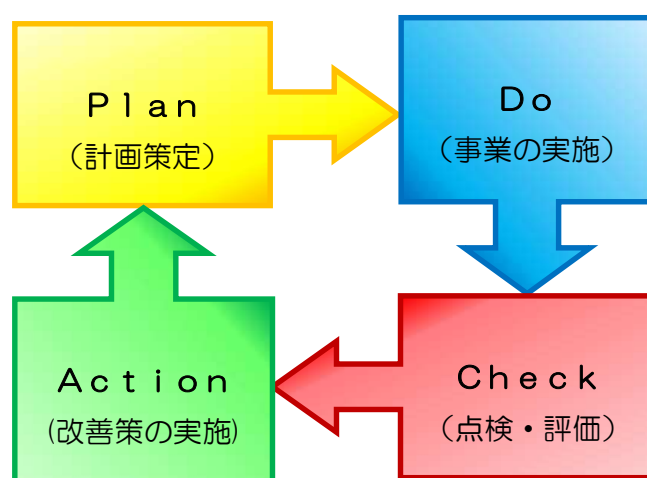 Ｐｌａｎ
（計画策定）
Ｄｏ
（事業の実施）
Ｃｈｅｃｋ
（点検・評価）
Ａｃｔｉｏｎ
(改善策の実施)